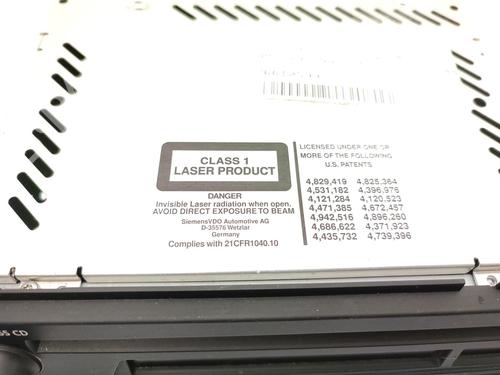 CLASS 1
LASER PRODUCT
DANGER
Invisible Laser radiation when open.
AVOID DIRECT EXPOSURE TO BEAM
SiemensVDO Automotive AG
D-35576 Wetzlar
Germany
Complies with 21CFR1040.10
LICENSED UNDER ONE OR
MORE OF THE FOLLOWING
U.S. PATENTS
4,829,419 4,825,364
4,531,182 4,396,976
4,121,284 4,120,523
4,471,385 4,672,457
4,942,516 4,896,260
4,686,622 4,371,923
4,435,732 4,739,396
CD